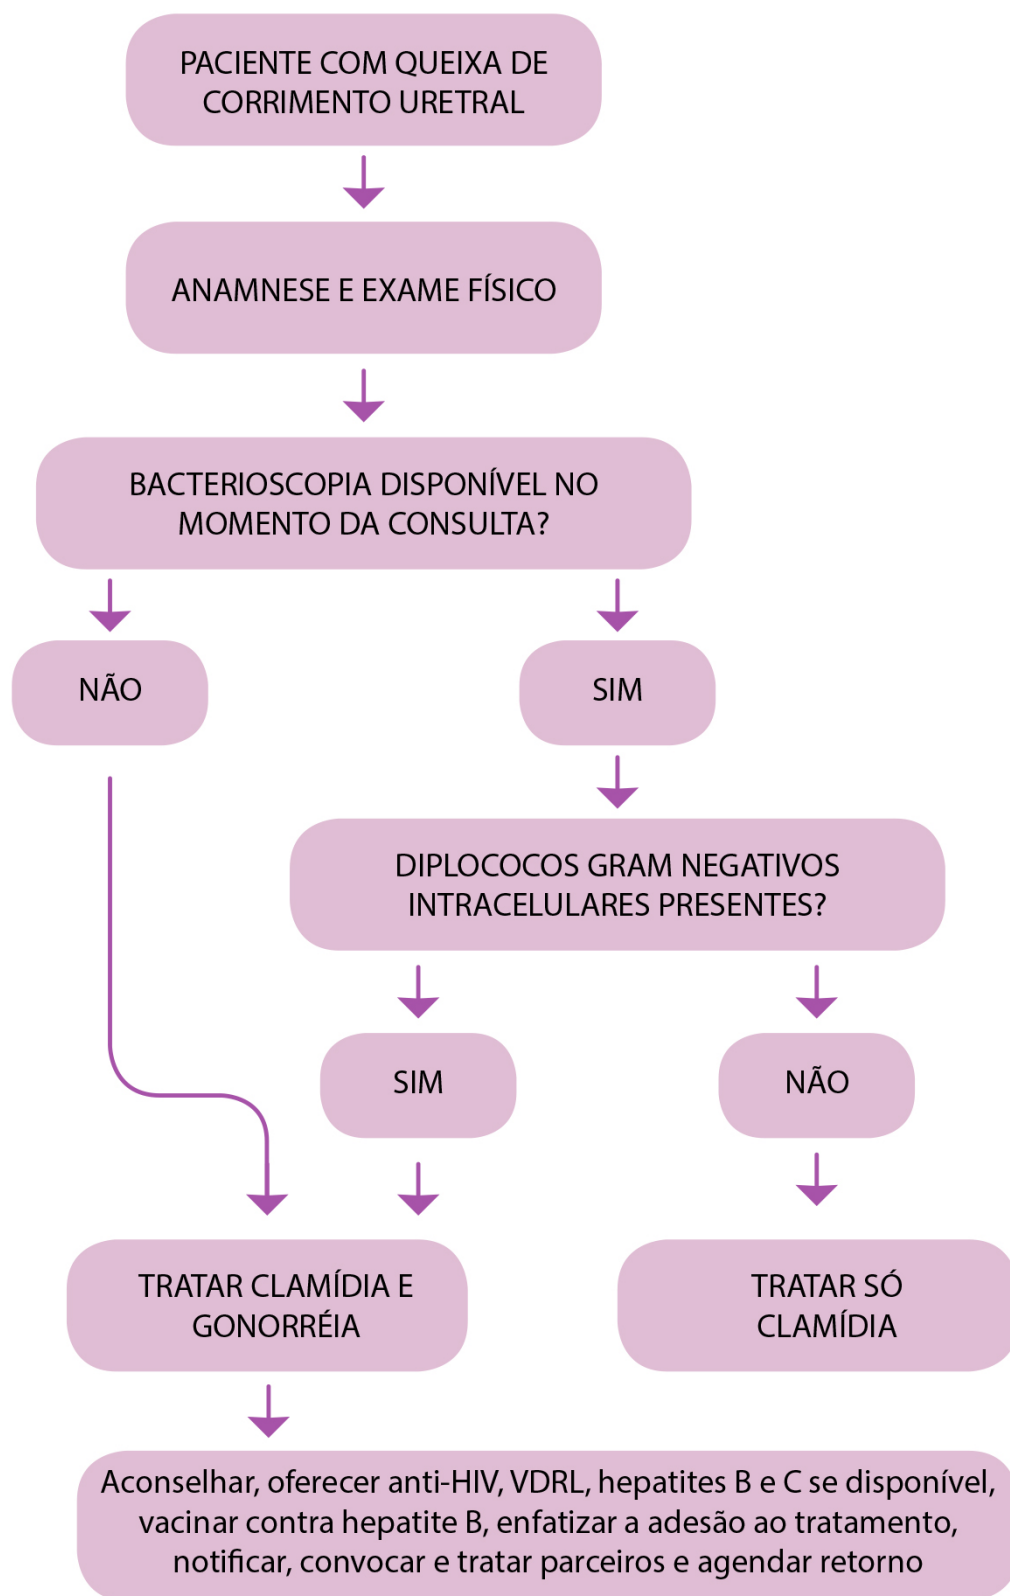 PACIENTE COM QUEIXA DE
CORRIMENTO URETRAL
ANAMNESE E EXAME FÍSICO
BACTERIOSCOPIA DISPONÍVEL NO
MOMENTO DA CONSULTA?
NÃO
SIM
DIPLOCOCOS GRAM NEGATIVOS
INTRACELULARES PRESENTES?
SIM
NÃO
TRATAR CLAMÍDIA E
GONORRÉIA
TRATAR SÓ
CLAMÍDIA
Aconselhar, oferecer anti-HIV, VDRL, hepatites B e C se disponível,
vacinar contra hepatite B, enfatizar a adesão ao tratamento,
notificar, convocar e tratar parceiros e agendar retorno